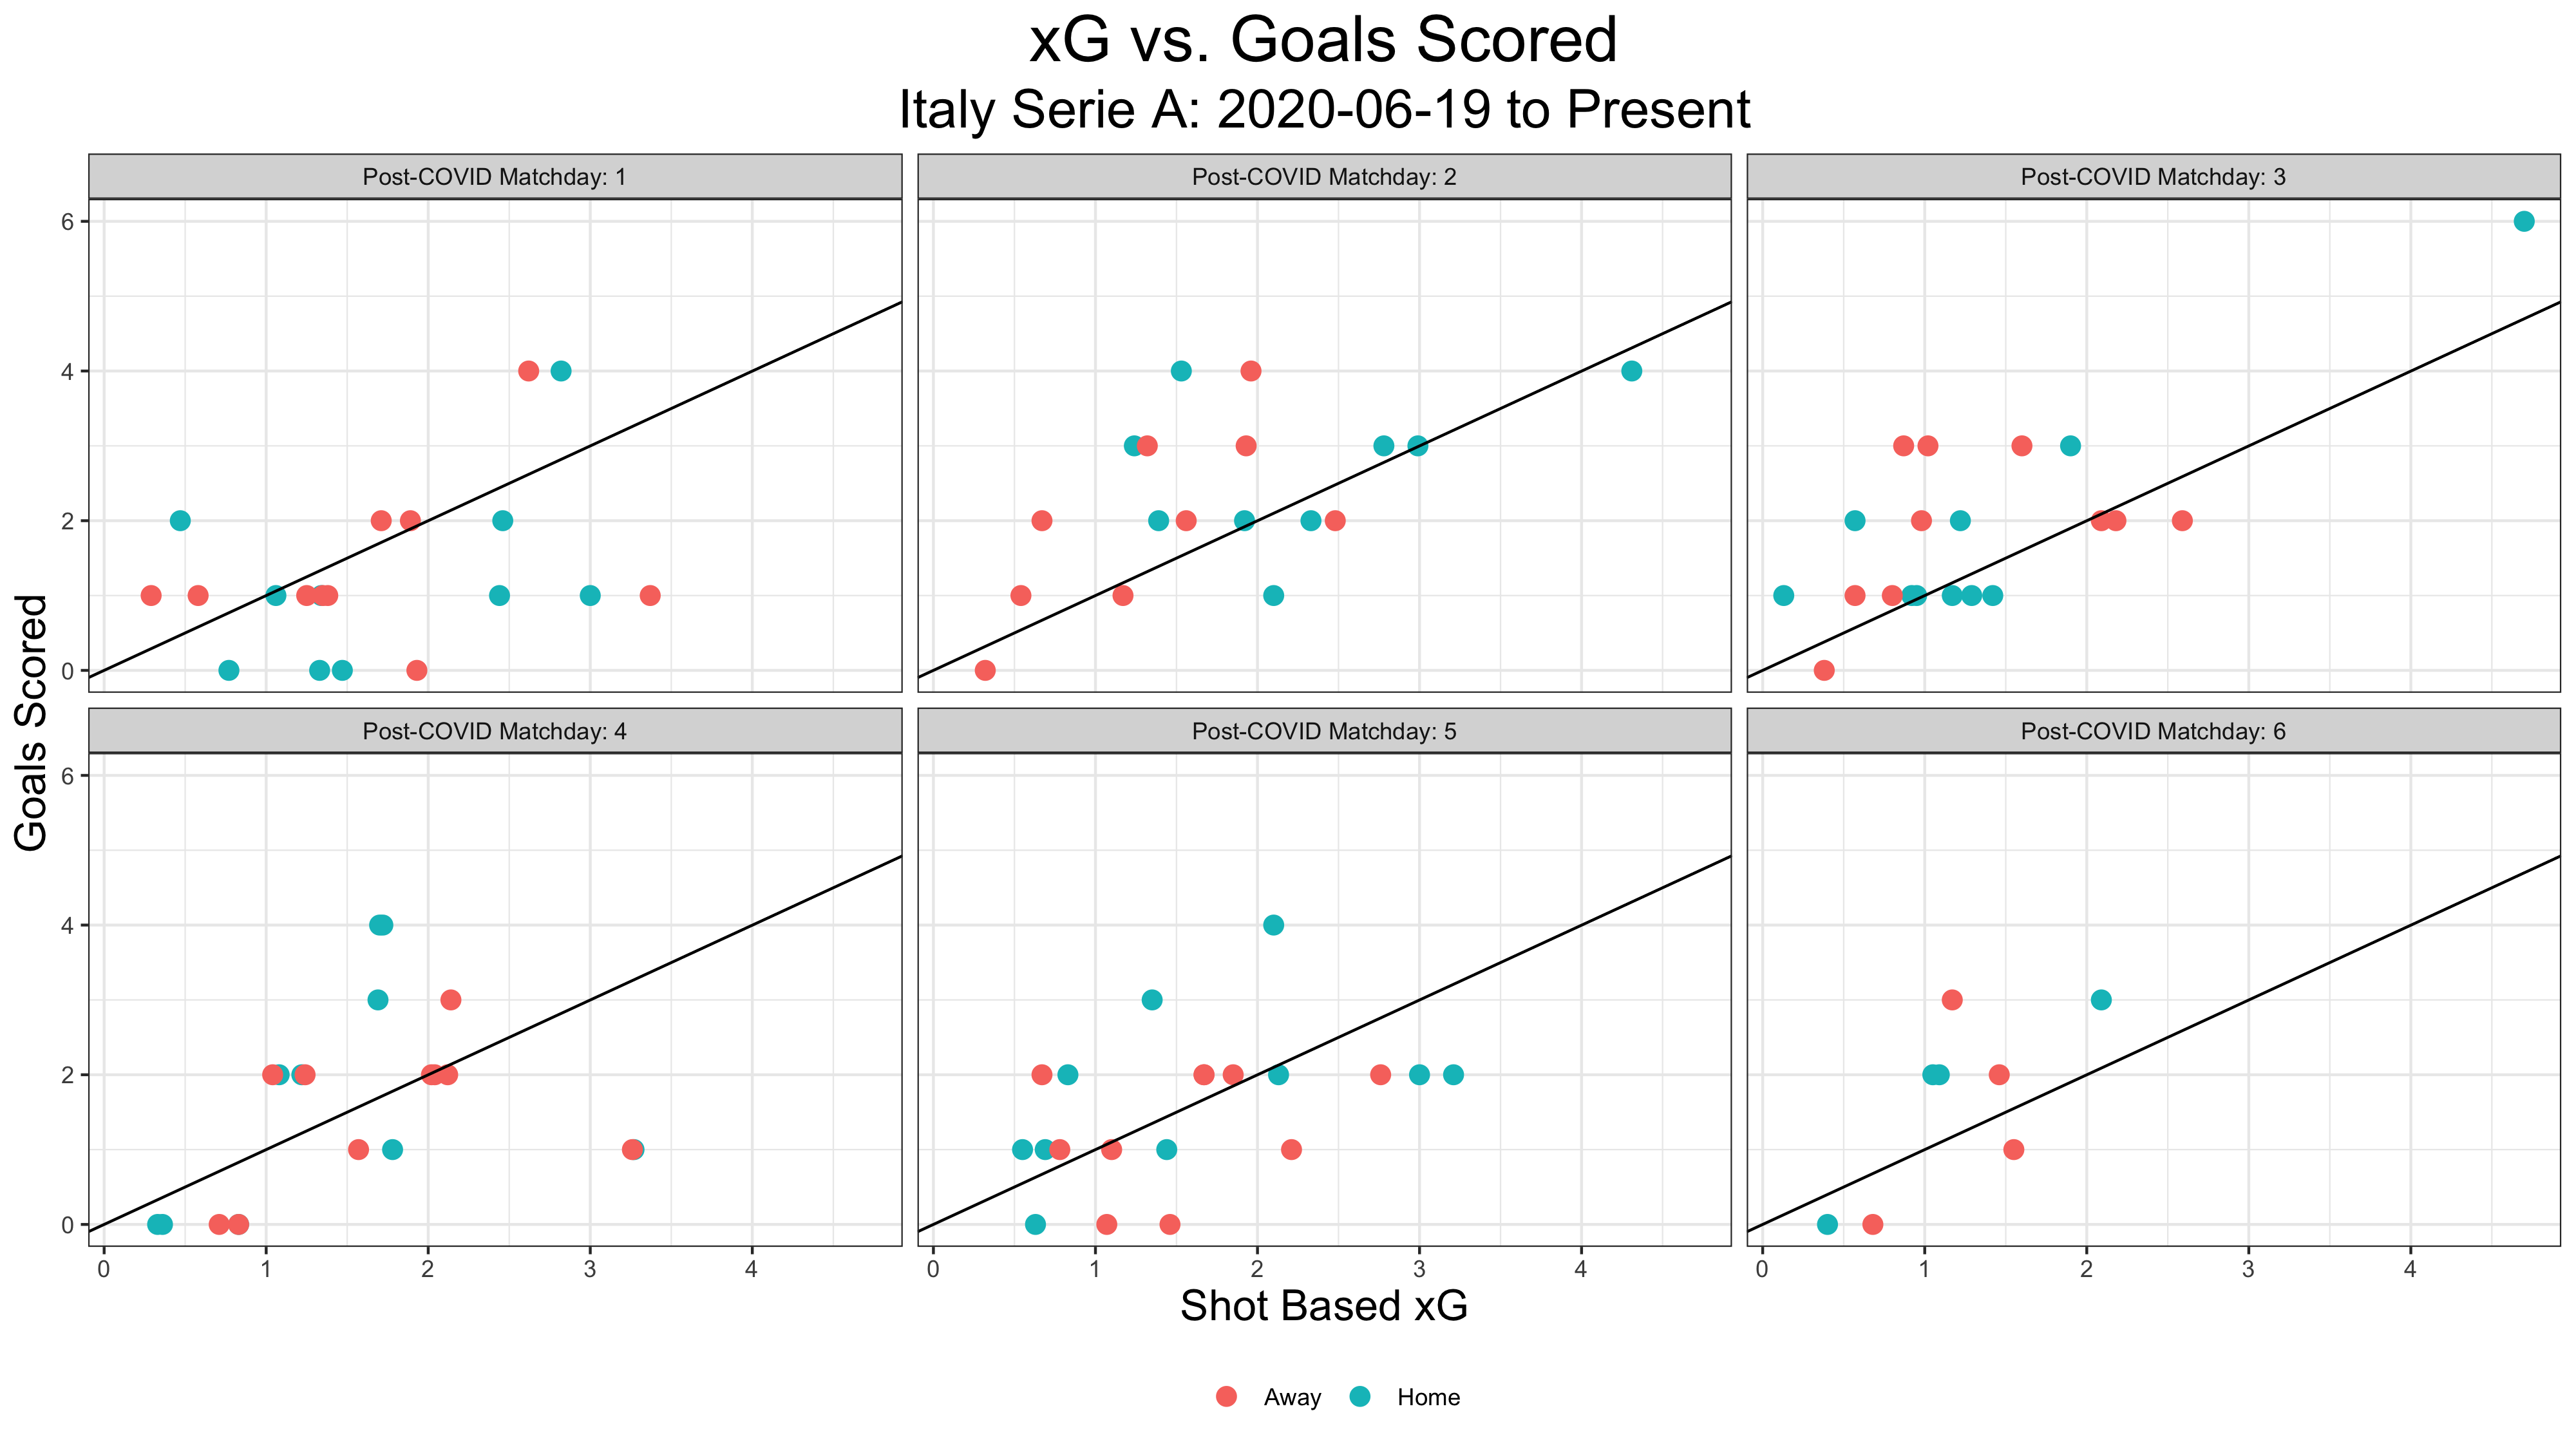 xG vs. Goals Scored
Italy Serie A: 2020-06-19 to Present
Post-COVID Matchday: 1
Post-COVID Matchday: 2
Post-COVID Matchday: 3
6
4
2
0
Post-COVID Matchday: 4
Post-COVID Matchday: 5
Post-COVID Matchday: 6
6
4
2
0
Goals Scored
0 1 2 3 4
0 1 2 3 4
0 1 2 3 4
Shot Based xG
Away
Home